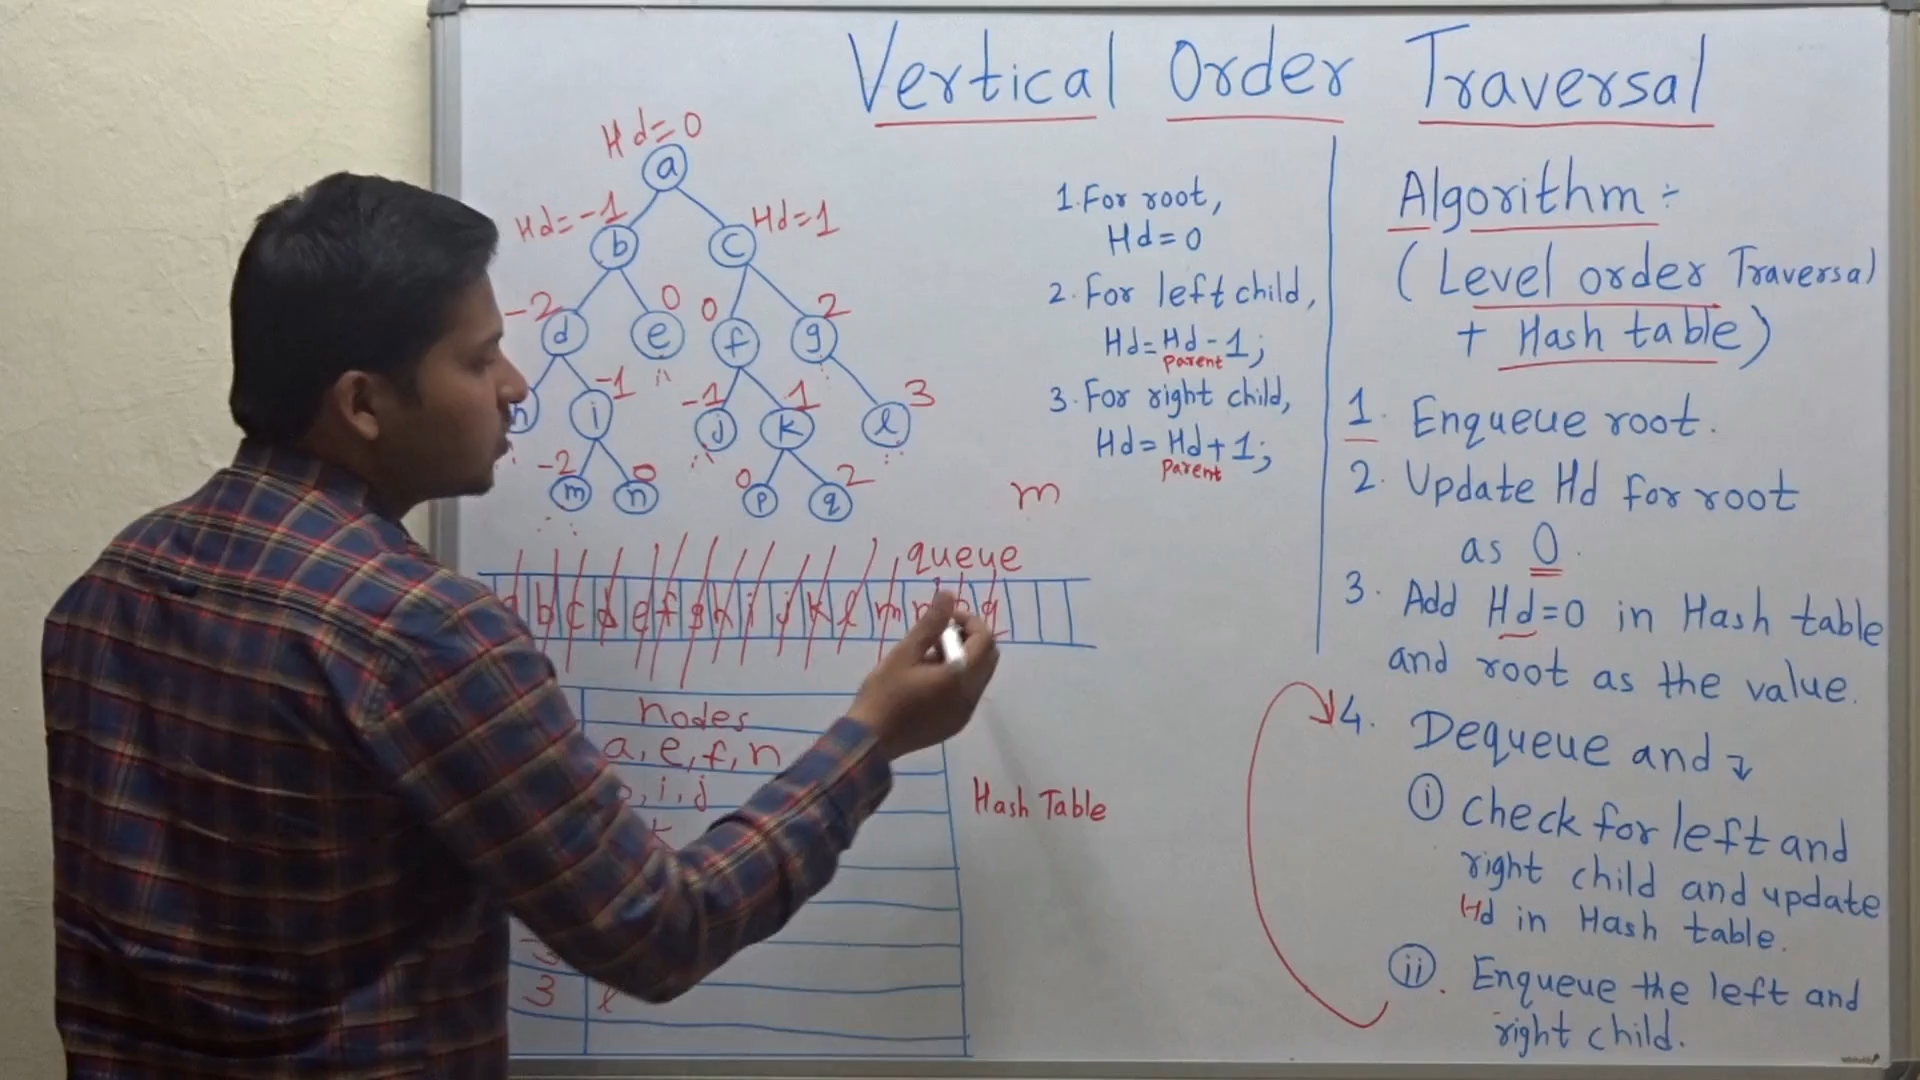 Vertical Order Traversal
Hd=0
a
Hd=-1
Hd=1
b
c
-2
0
0
2
d
e
f
g
-1
-1
1
3
h
i
j
k
l
-2
0
0
2
m
n
p
q
m
queue
b c d e f g h i j k l m n p q
nodes
a, e, f, n
b, i, j
k
-3
3
l
Hash Table
1. For root,
Hd=0
2. For left child,
Hd=Hd-1;
parent
3. For right child,
Hd=Hd+1;
parent
Algorithm ÷
(Level order Traversal
+ Hash table)
1. Enqueue root.
2. Update Hd for root
as 0.
3. Add Hd=0 in Hash table
and root as the value.
4. Dequeue and ↴
(i) Check for left and
right child and update
Hd in Hash table.
(ii). Enqueue the left and
right child.